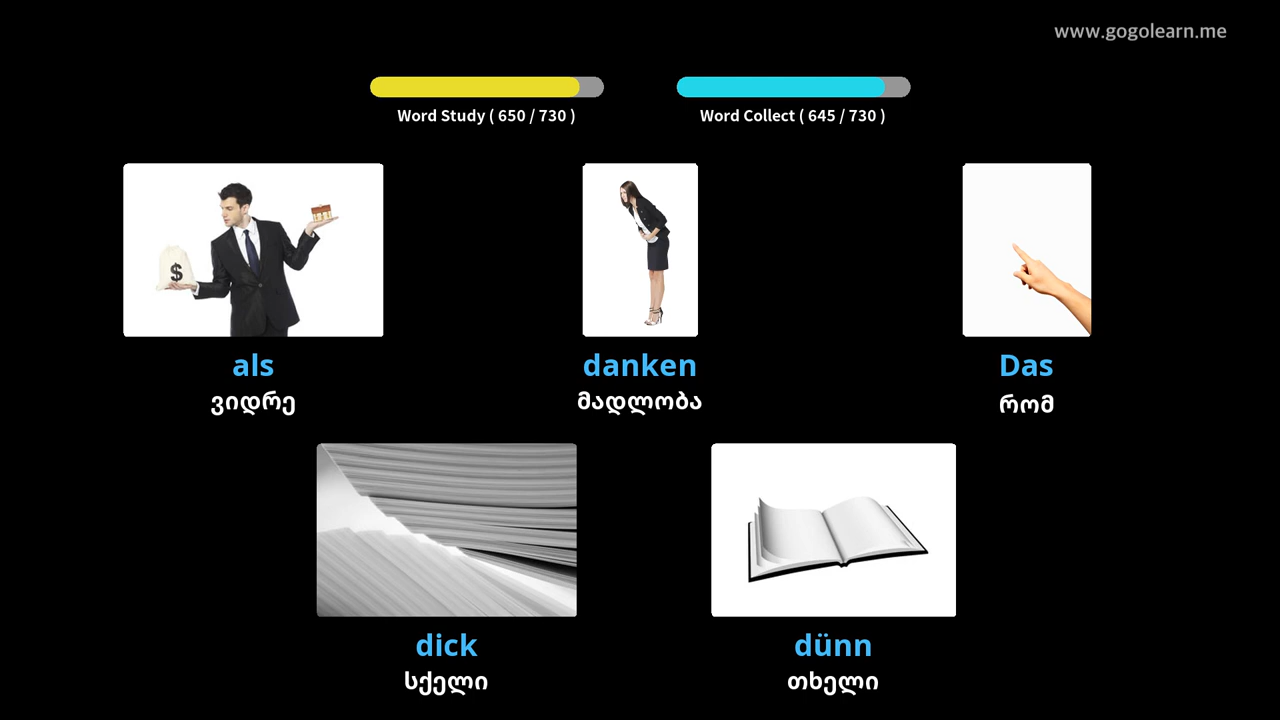 www.gogolearn.me
Word Study ( 650 / 730 )
Word Collect ( 645 / 730 )
als
ვიდრე
danken
მადლობა
Das
რომ
dick
სქელი
dünn
თხელი